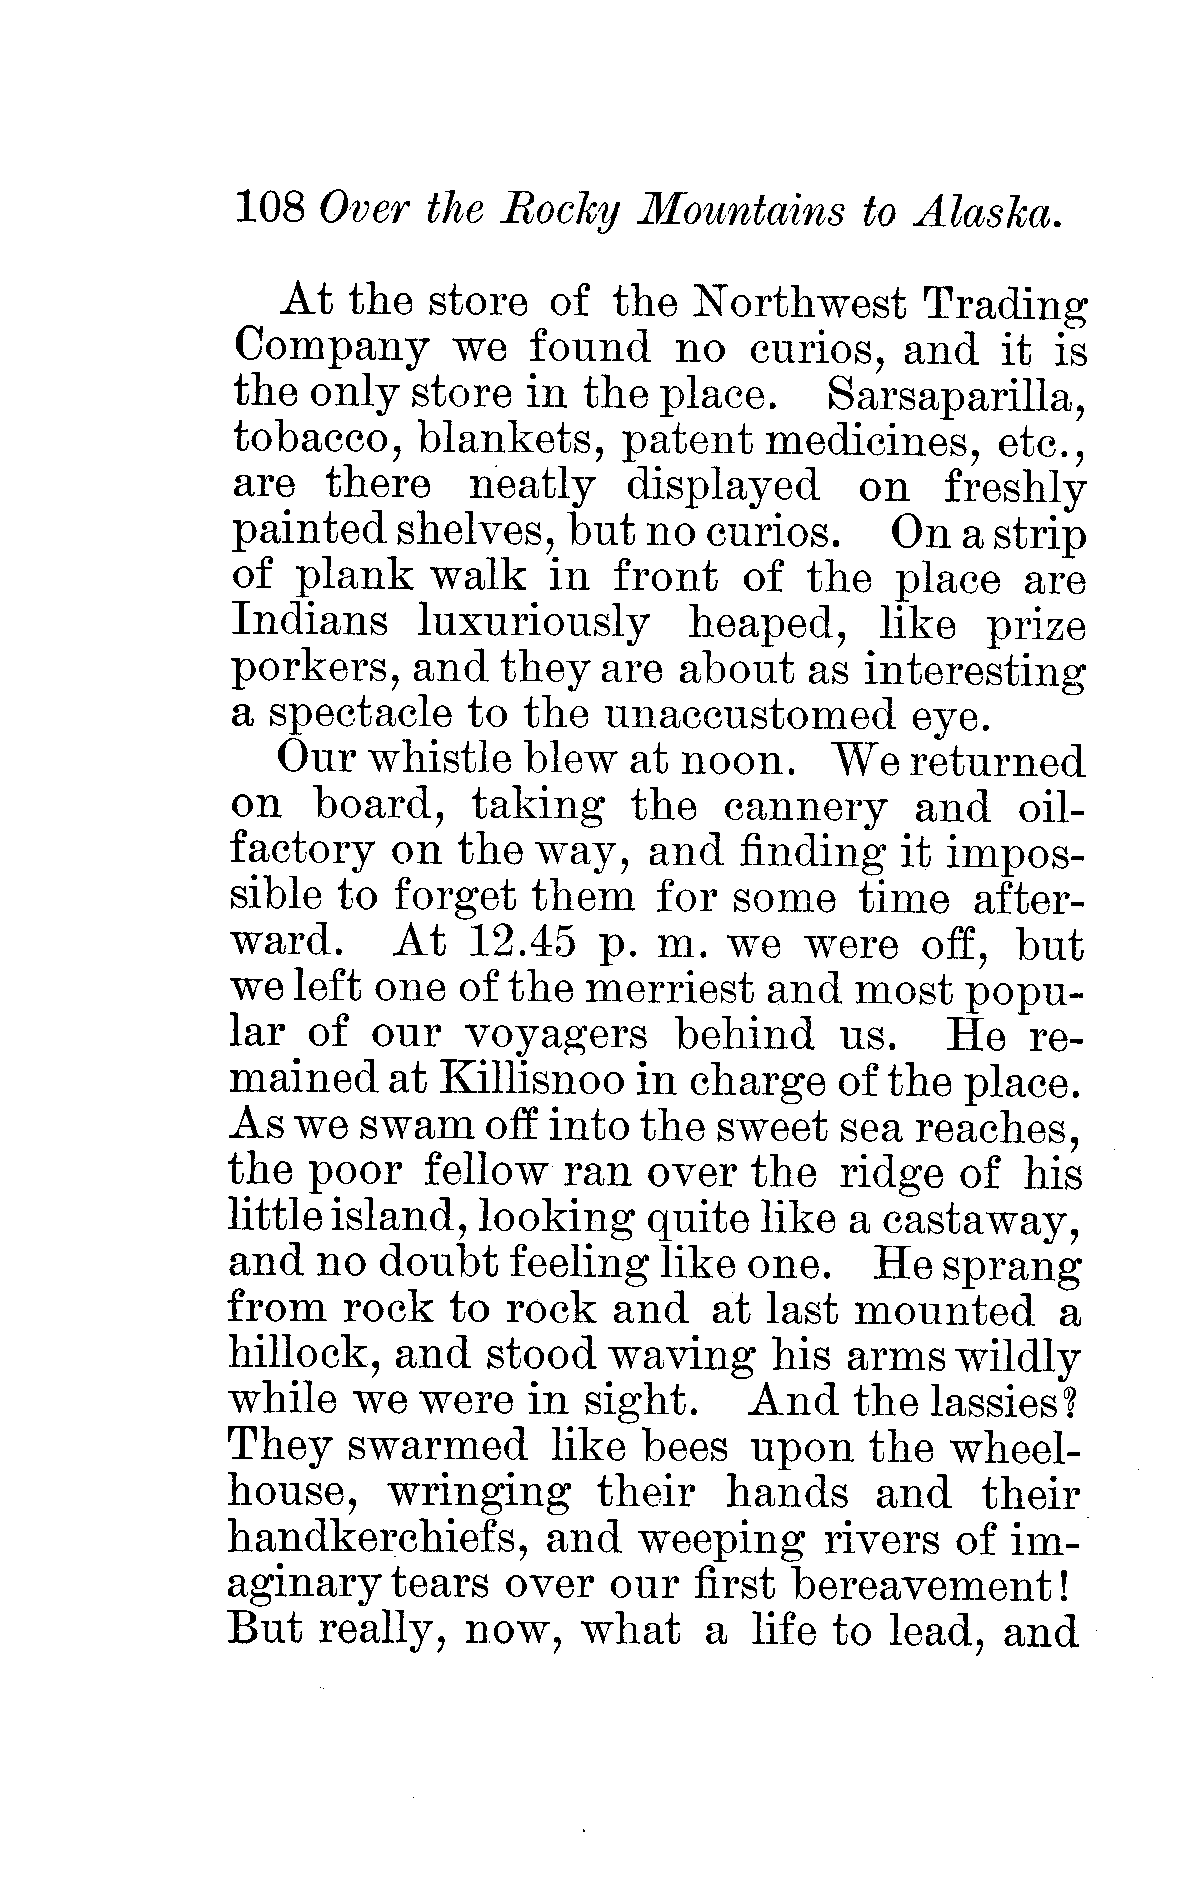 108 Over the Rocky Mountains to Alaska.
At the store of the Northwest Trading
Company we found no curios, and it is
the only store in the place. Sarsaparilla,
tobacco, blankets, patent medicines, etc.,
are there neatly displayed on freshly
painted shelves, but no curios. On a strip
of plank walk in front of the place are
Indians luxuriously heaped, like prize
porkers, and they are about as interesting
a spectacle to the unaccustomed eye.
Our whistle blew at noon. We returned
on board, taking the cannery and oil-
factory on the way, and finding it impos-
sible to forget them for some time after-
ward. At 12.45 p. m. we were off, but
we left one of the merriest and most popu-
lar of our voyagers behind us. He re-
mained at Killisnoo in charge of the place.
As we swam off into the sweet sea reaches,
the poor fellow ran over the ridge of his
little island, looking quite like a castaway,
and no doubt feeling like one. He sprang
from rock to rock and at last mounted a
hillock, and stood waving his arms wildly
while we were in sight. And the lassies?
They swarmed like bees upon the wheel-
house, wringing their hands and their
handkerchiefs, and weeping rivers of im-
aginary tears over our first bereavement!
But really, now, what a life to lead, and